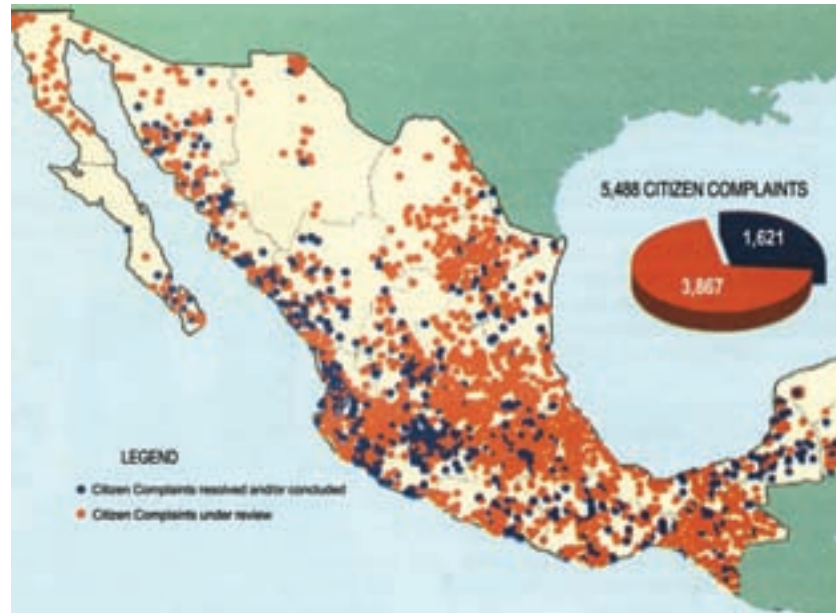 5,488 CITIZEN COMPLAINTS
1,621
3,867
LEGEND
Citizen Complaints resolved and/or concluded
Citizen Complaints under review